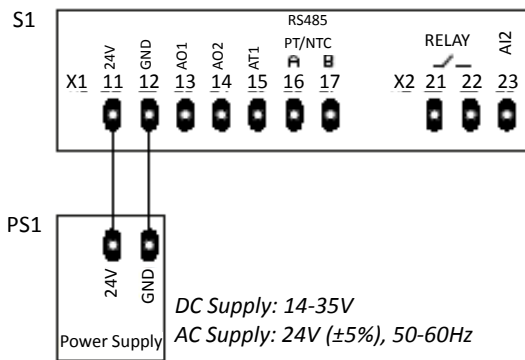 S1
RS485
PT/NTC
A B
RELAY
24V GND AO1 AO2 AT1 AI2
X1 11 12 13 14 15 16 17 X2 21 22 23
PS1
24V GND
Power Supply
DC Supply: 14-35V
AC Supply: 24V (±5%), 50-60Hz